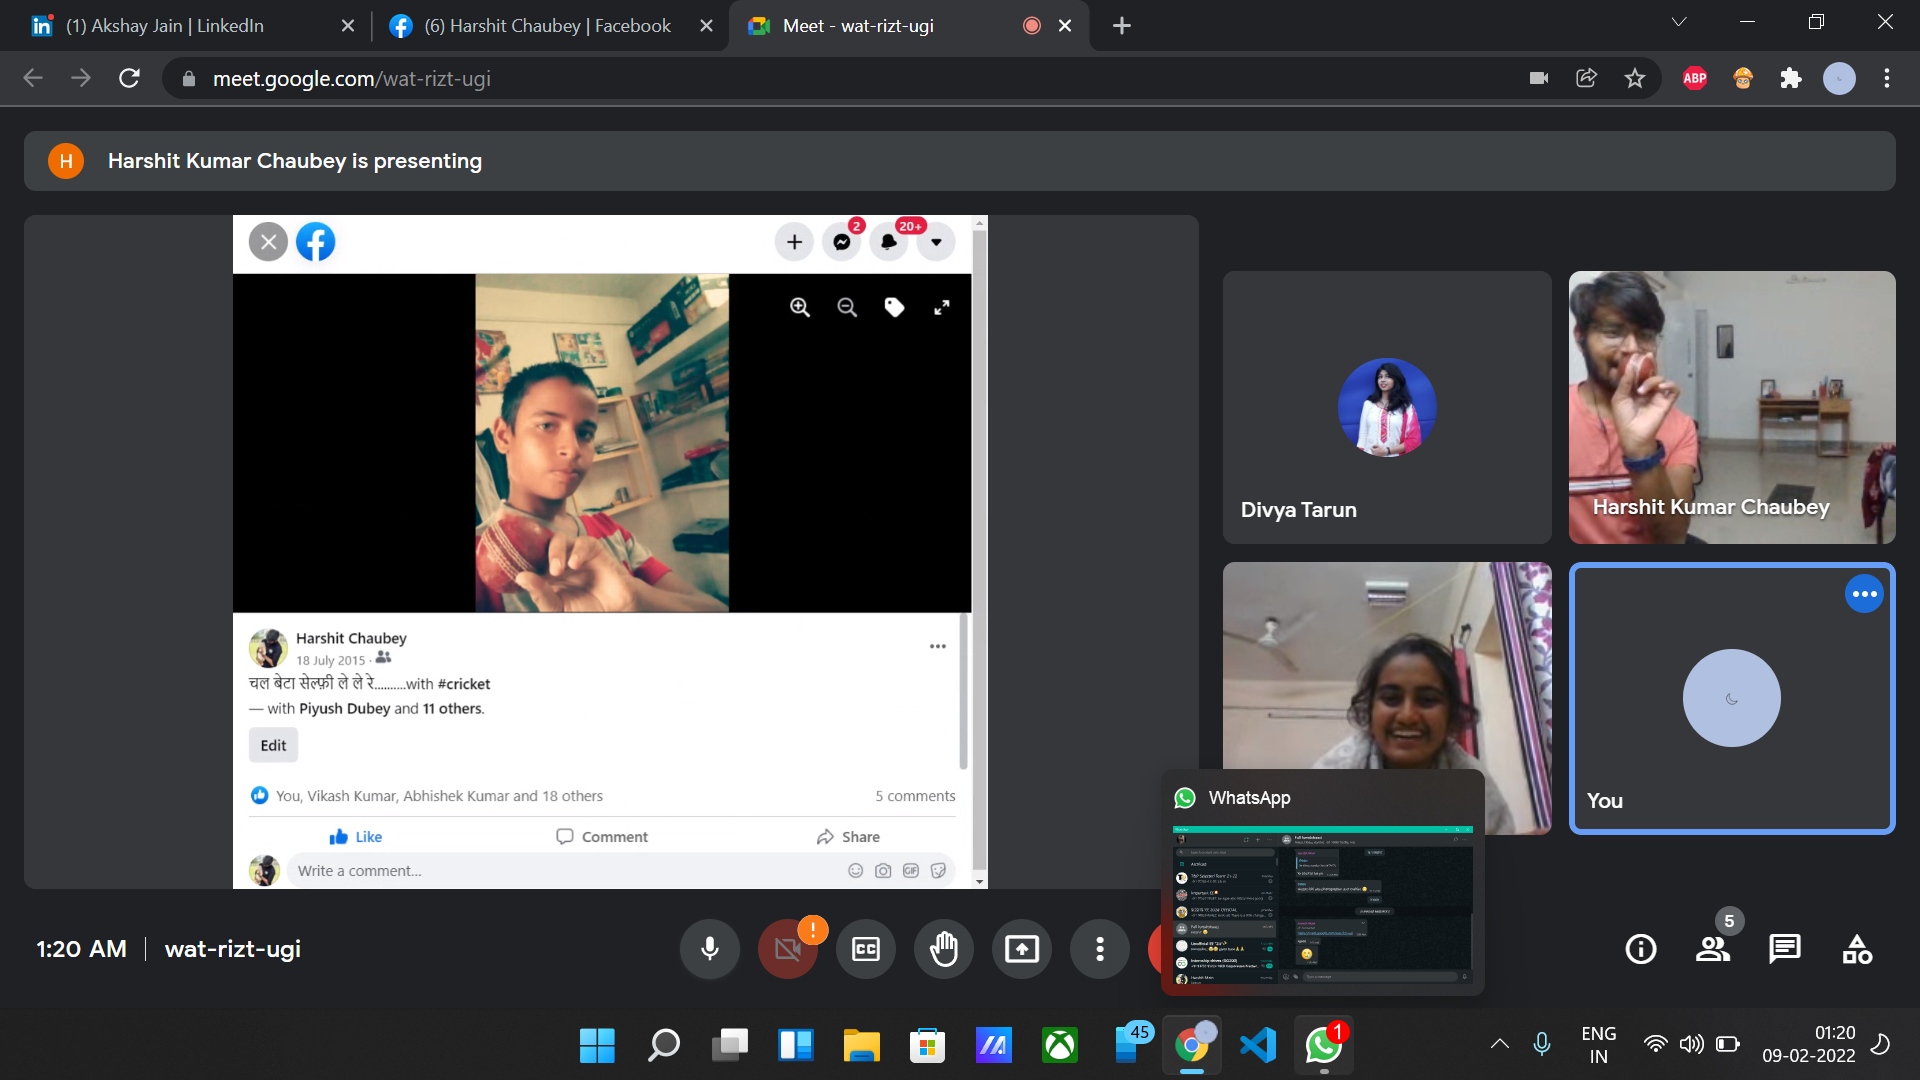 (1) Akshay Jain | LinkedIn
(6) Harshit Chaubey | Facebook
Meet - wat-rizt-ugi
meet.google.com/wat-rizt-ugi
ABP
H
Harshit Kumar Chaubey is presenting
2
20+
Divya Tarun
Harshit Kumar Chaubey
Harshit Chaubey
18 July 2015 ·
चल बेटा सेल्फ़ी ले ले रे..........with #cricket
— with Piyush Dubey and 11 others.
Edit
You, Vikash Kumar, Abhishek Kumar and 18 others
5 comments
Like
Comment
Share
Write a comment...
GIF
You
WhatsApp
1:20 AM
wat-rizt-ugi
!
CC
5
45
1
ENG
IN
01:20
09-02-2022